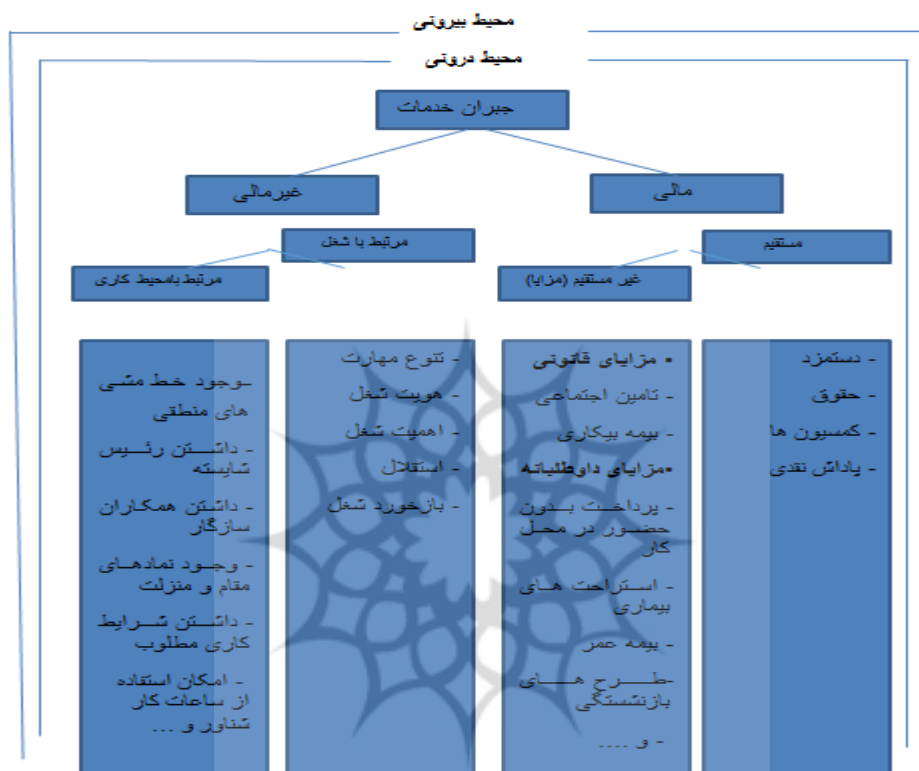 محیط بیرونی
محیط درونی
جبران خدمات
مالی
غیرمالی
مستقیم
غیر مستقیم (مزایا)
مرتبط با شغل
مرتبط بامحیط کاری
- دستمزد
- حقوق
- کمسیون ها
- پاداش نقدی
• مزایای قانونی
- تامین اجتماعی
- بیمه بیکاری
•مزایای داوطلبانه
- پرداخت بدون
حضور در محل
کار
- استراحت های
بیماری
- بیمه عمر
-طرح های
بازنشستگی
- و ....
- تنوع مهارت
- هویت شغل
- اهمیت شغل
- استقلال
- بازخورد شغل
-وجود خط مشی
های منطقی
- داشتن رئیس
شایسته
- داشتن همکاران
سازگار
- وجود نمادهای
مقام و منزلت
- داشتن شرایط
کاری مطلوب
- امکان استفاده
از ساعات کار
شناور و ...